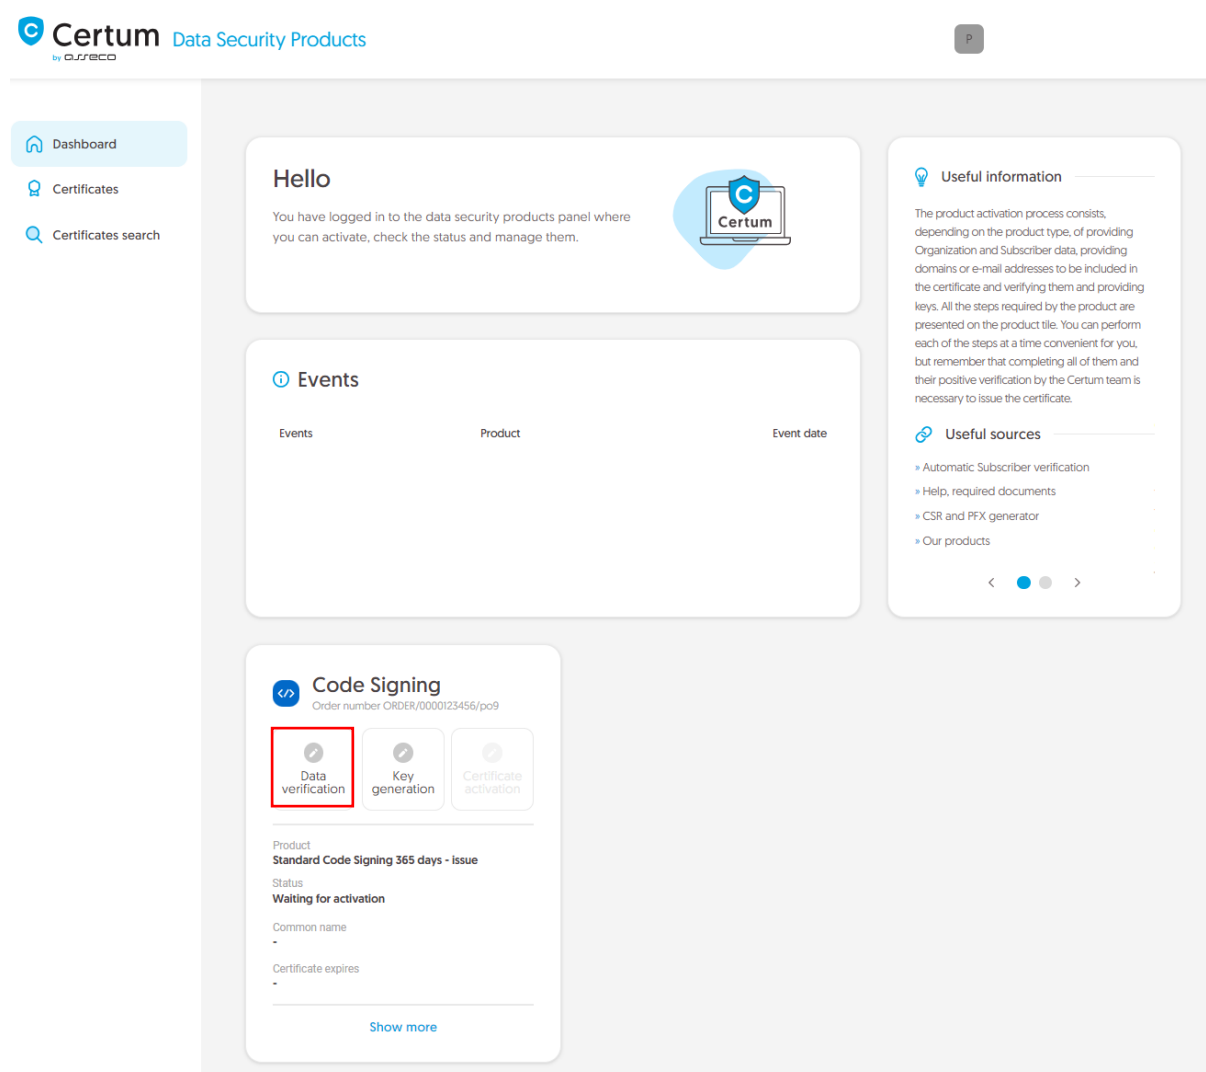 Certum Data Security Products
by asseco
P
Dashboard
Certificates
Certificates search
Hello
You have logged in to the data security products panel where
you can activate, check the status and manage them.
C
Certum
Useful information
The product activation process consists,
depending on the product type, of providing
Organization and Subscriber data, providing
domains or e-mail addresses to be included in
the certificate and verifying them and providing
keys. All the steps required by the product are
presented on the product tile. You can perform
each of the steps at a time convenient for you,
but remember that completing all of them and
their positive verification by the Certum team is
necessary to issue the certificate.
Useful sources
» Automatic Subscriber verification
» Help, required documents
» CSR and PFX generator
» Our products
Events
Events Product Event date
Code Signing
Order number ORDER/0000123456/po9
Data
verification
Key
generation
Certificate
activation
Product
Standard Code Signing 365 days - issue
Status
Waiting for activation
Common name
-
Certificate expires
-
Show more